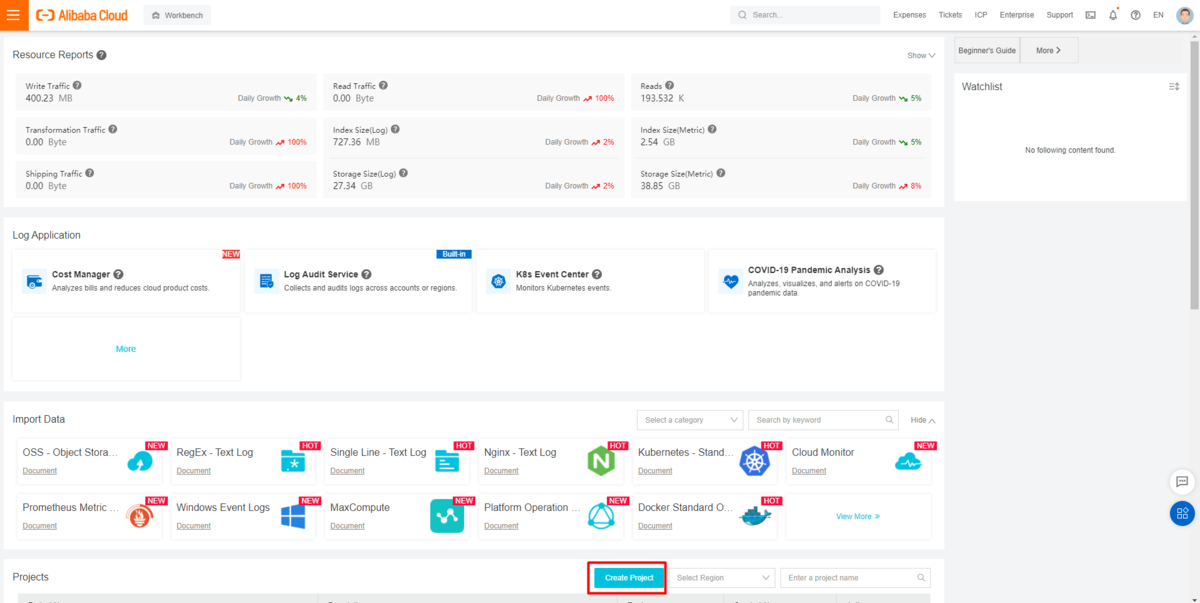 Alibaba Cloud
Workbench
Search...
Expenses Tickets ICP Enterprise Support EN
Resource Reports
Show
Write Traffic
400.23 MB
Daily Growth 4%
Read Traffic
0.00 Byte
Daily Growth 100%
Reads
193.532 K
Daily Growth 5%
Transformation Traffic
0.00 Byte
Daily Growth 100%
Index Size(Log)
727.36 MB
Daily Growth 2%
Index Size(Metric)
2.54 GB
Daily Growth 5%
Shipping Traffic
0.00 Byte
Daily Growth 100%
Storage Size(Log)
27.34 GB
Daily Growth 2%
Storage Size(Metric)
38.85 GB
Daily Growth 8%
Beginner's Guide
More
Watchlist
No following content found.
Log Application
NEW
Cost Manager
Analyzes bills and reduces cloud product costs.
Built-in
Log Audit Service
Collects and audits logs across accounts or regions.
K8s Event Center
Monitors Kubernetes events.
COVID-19 Pandemic Analysis
Analyzes, visualizes, and alerts on COVID-19
pandemic data.
More
Import Data
Select a category
Search by keyword
Hide
OSS - Object Stora...
Document
NEW
RegEx - Text Log
Document
HOT
Single Line - Text Log
Document
HOT
Nginx - Text Log
Document
HOT
Kubernetes - Stand...
Document
HOT
Cloud Monitor
Document
NEW
Prometheus Metric ...
Document
NEW
Windows Event Logs
Document
NEW
MaxCompute
Document
NEW
Platform Operation ...
Document
NEW
Docker Standard O...
Document
HOT
View More
Projects
Create Project
Select Region
Enter a project name